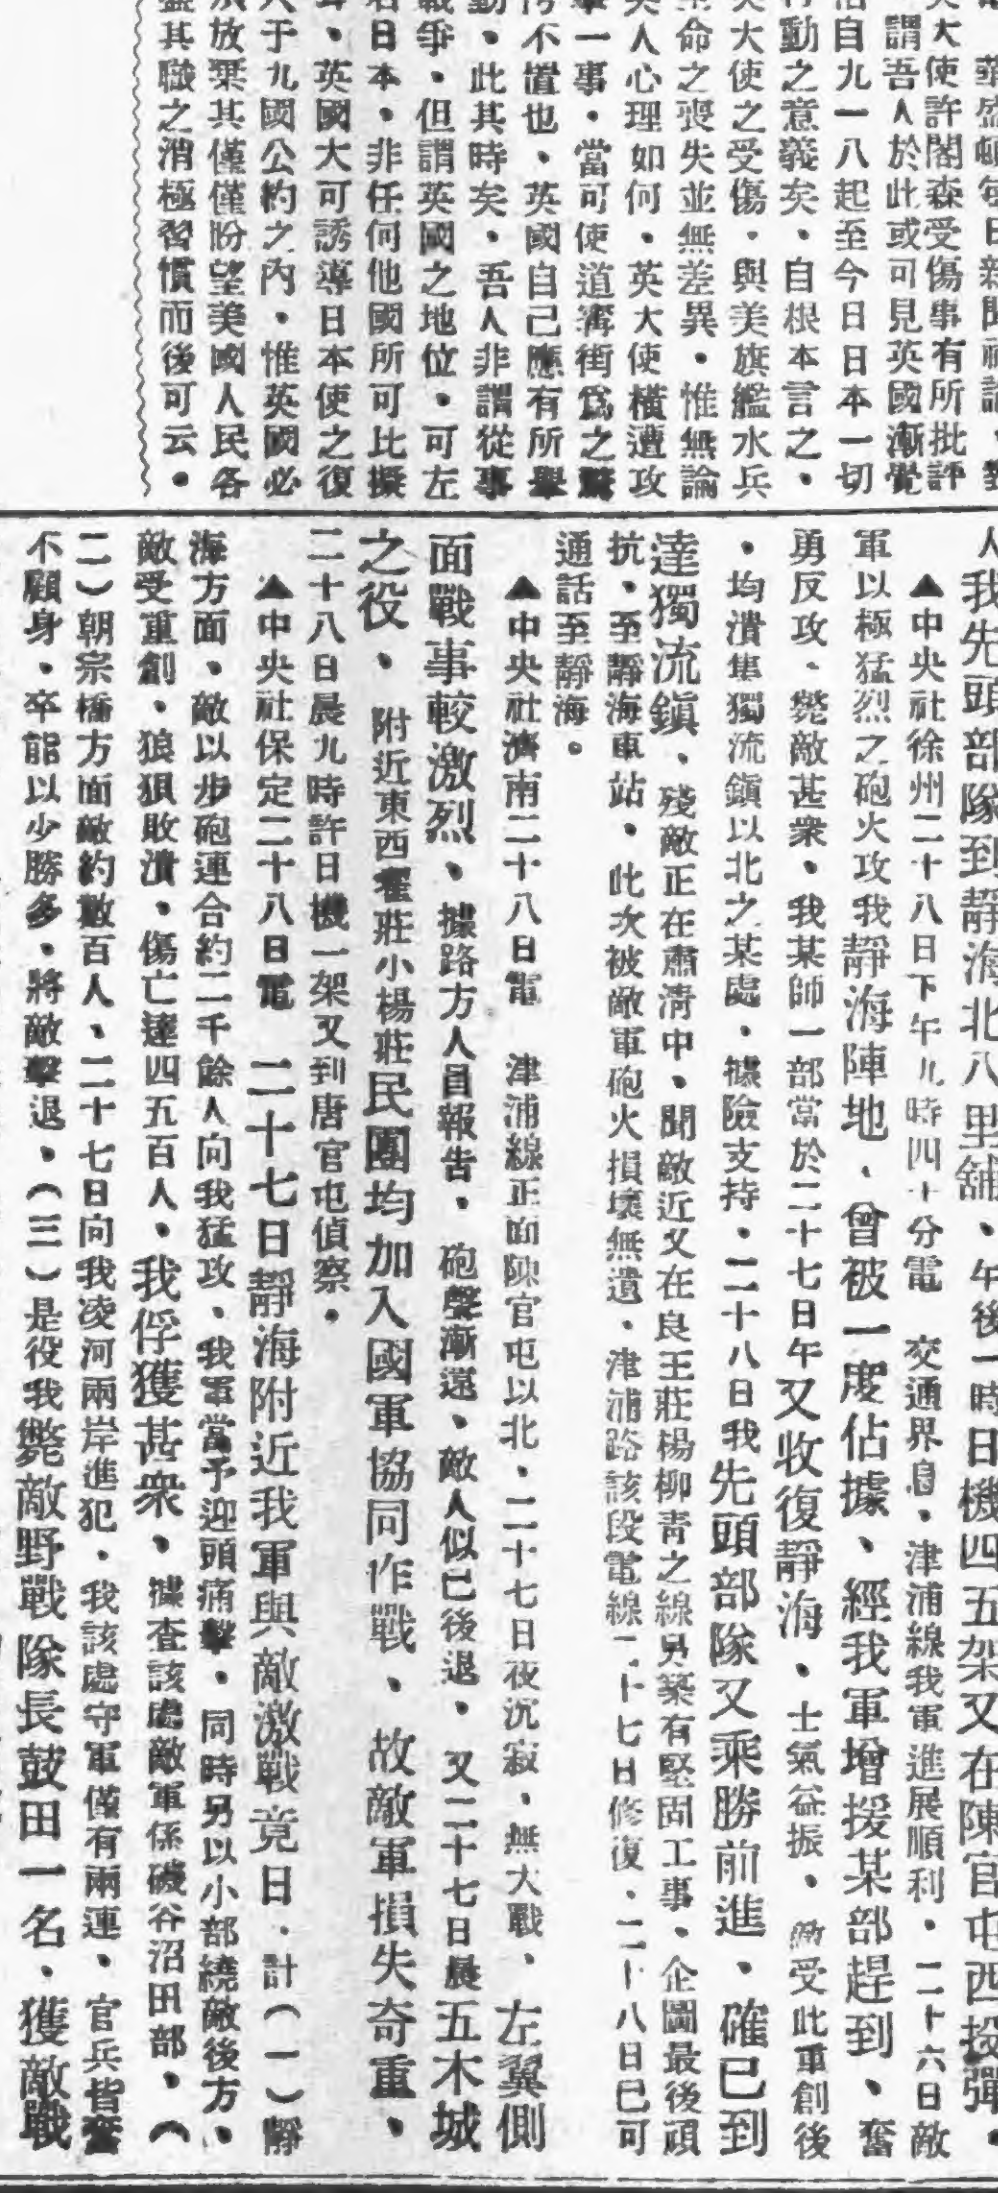 華盛頓每日新聞
大使許閣森受傷事有所批評
謂吾人於此或可見英國漸覺
自九一八起至今日日本一切
動之意義矣・自根本言之・
大使之受傷・與美旗艦水兵
命之喪失並無差異・惟無論
人心理如何・英大使橫遭攻
一事・當可使道甯街爲之驚
不置也・英國自己應有所舉
動・此其時矣・吾人非謂從事
戰爭・但謂英國之地位・可左
右日本・非任何他國所可比擬
・英國大可誘導日本使之復
入于九國公約之內・惟英國必
放棄其僅僅盼望美國人民各
盡其職之消極習慣而後可云・
人我先頭部隊到靜海北八里舖、午後一時日機四五架又在陳官屯西投彈・
▲中央社徐州二十八日下午九時四十分電　交通界息・津浦線我軍進展順利・二十六日敵
軍以極猛烈之砲火攻我靜海陣地、曾被一度佔據、經我軍增援某部趕到、奮
勇反攻、斃敵甚衆・我某師一部當於二十七日午又收復靜海、士氣益振・敵受此重創後
・均潰集獨流鎮以北之某處・據險支持・二十八日我先頭部隊又乘勝前進、確已到
達獨流鎮、殘敵正在肅清中・聞敵近又在良王莊楊柳青之線另築有堅固工事・企圖最後頑
抗・至靜海車站・此次被敵軍砲火損壞無遺・津浦路該段電線二十七日修復・二十八日已可
通話至靜海。
▲中央社濟南二十八日電　津浦線正面陳官屯以北・二十七日夜沉寂・無大戰、左翼側
面戰事較激烈、據路方人員報告・砲聲漸遠・敵人似已後退・又二十七日晨五木城
之役、附近東西翟莊小楊莊民團均加入國軍協同作戰、故敵軍損失奇重、
二十八日晨九時許日機一架又到唐官屯偵察・
▲中央社保定二十八日電　二十七日靜海附近我軍與敵激戰竟日・計（一）靜
海方面・敵以步砲連合約二千餘人向我猛攻・我軍當予迎頭痛擊・同時另以小部繞敵後方・
敵受重創・狼狽敗潰・傷亡達四五百人・我俘獲甚衆、據查該處敵軍係磯谷沼田部・（
二）朝宗橋方面敵約數百人・二十七日向我凌河兩岸進犯・我該處守軍僅有兩連・官兵皆奮
不顧身・卒能以少勝多・將敵擊退・（三）是役我斃敵野戰隊長鼓田一名、獲敵戰